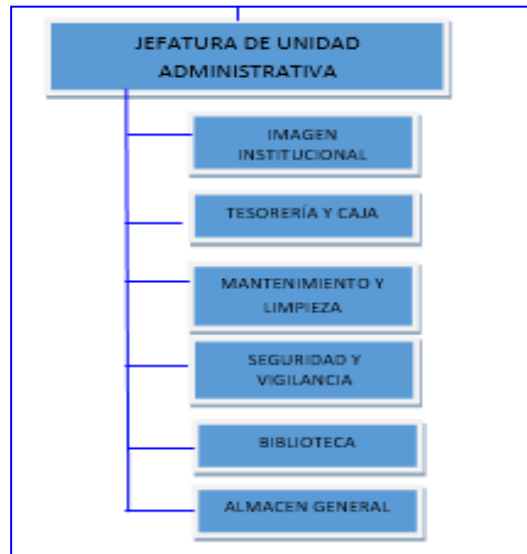 JEFATURA DE UNIDAD
ADMINISTRATIVA
IMAGEN
INSTITUCIONAL
TESORERÍA Y CAJA
MANTENIMIENTO Y
LIMPIEZA
SEGURIDAD Y
VIGILANCIA
BIBLIOTECA
ALMACEN GENERAL